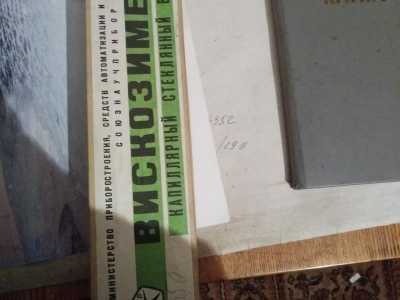 МИНИСТЕРСТВО ПРИБОРОСТРОЕНИЯ, СРЕДСТВ АВТОМАТИЗАЦИИ И
СОЮЗНАУЧПРИБОР
ВИСКОЗИМЕ
КАПИЛЛЯРНЫЙ СТЕКЛЯННЫЙ В